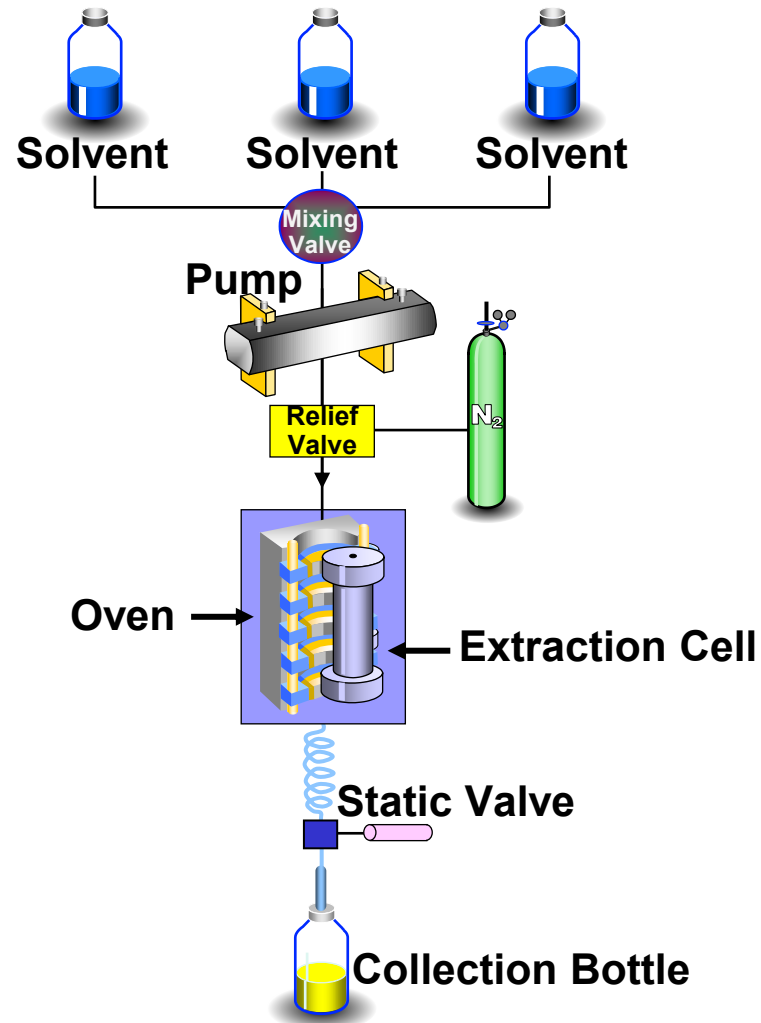 Solvent Solvent Solvent
Mixing
Valve
Pump
Relief
Valve
N₂
Oven
Extraction Cell
Static Valve
Collection Bottle